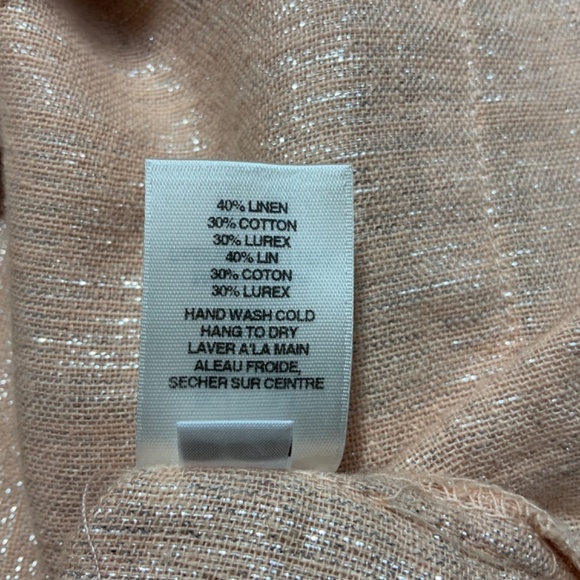 40% LINEN
30% COTTON
30% LUREX
40% LIN
30% COTON
30% LUREX
HAND WASH COLD
HANG TO DRY
LAVER A'LA MAIN
ALEAU FROIDE,
SECHER SUR CEINTRE